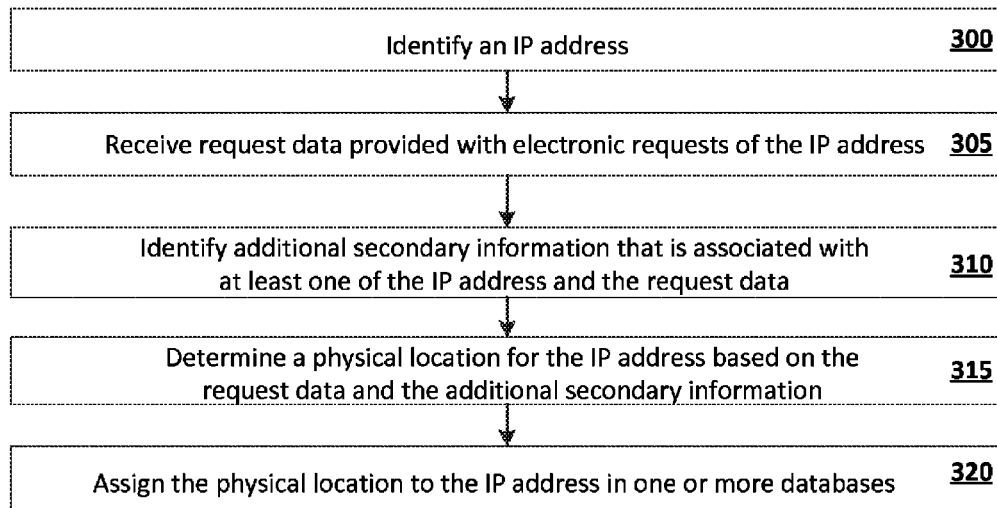 Identify an IP address 300
Receive request data provided with electronic requests of the IP address 305
Identify additional secondary information that is associated with
at least one of the IP address and the request data 310
Determine a physical location for the IP address based on the
request data and the additional secondary information 315
Assign the physical location to the IP address in one or more databases 320